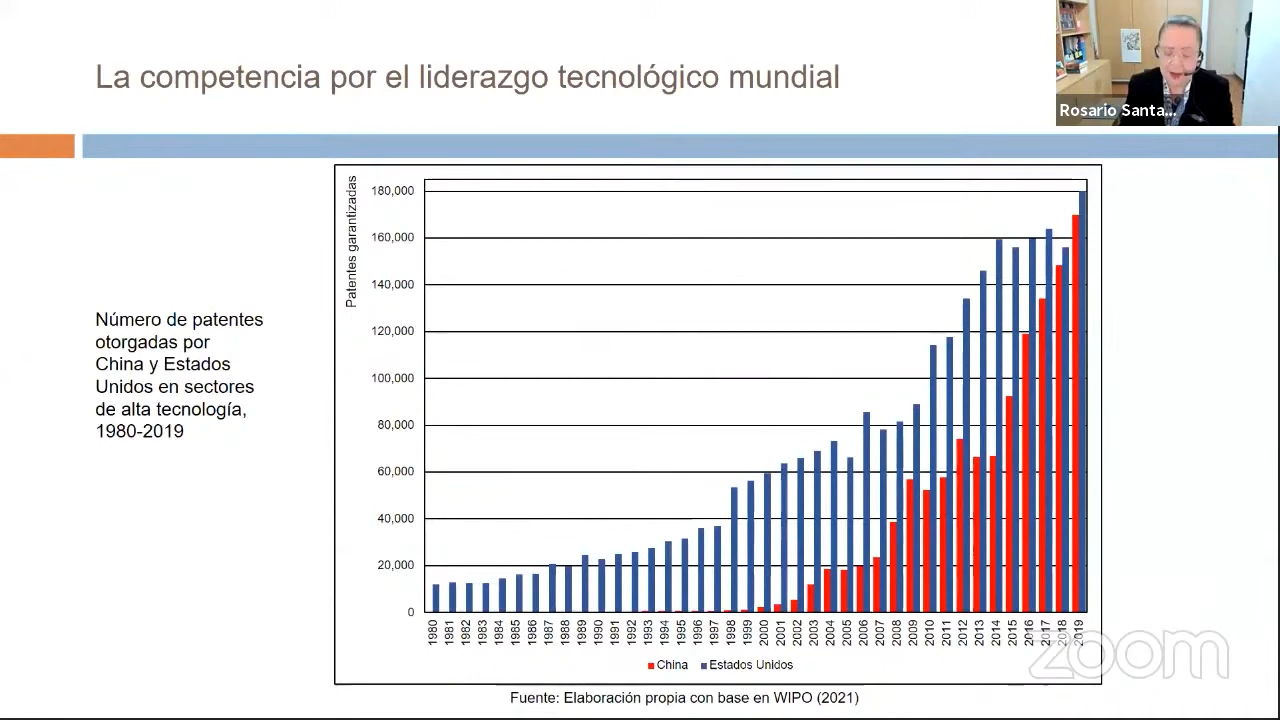 La competencia por el liderazgo tecnológico mundial
Rosario Santa...
Número de patentes
otorgadas por
China y Estados
Unidos en sectores
de alta tecnología,
1980-2019
Patentes garantizadas
180,000
160,000
140,000
120,000
100,000
80,000
60,000
40,000
20,000
0
1980 1981 1982 1983 1984 1985 1986 1987 1988 1989 1990 1991 1992 1993 1994 1995 1996 1997 1998 1999 2000 2001 2002 2003 2004 2005 2006 2007 2008 2009 2010 2011 2012 2013 2014 2015 2016 2017 2018 2019
China Estados Unidos
zoom
Fuente: Elaboración propia con base en WIPO (2021)